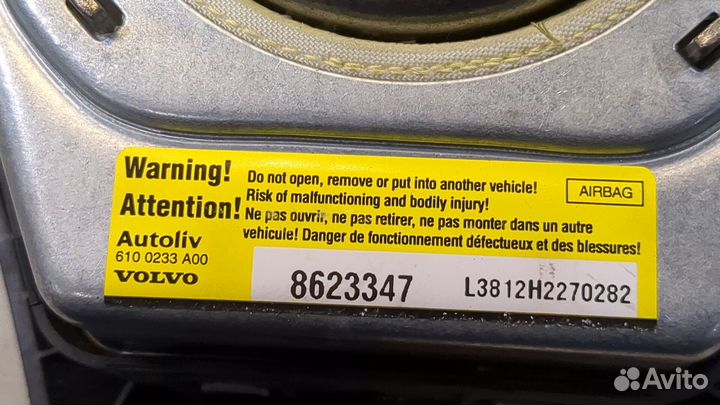 Warning!
Attention!
Do not open, remove or put into another vehicle!
Risk of malfunctioning and bodily injury!
Ne pas ouvrir, ne pas retirer, ne pas monter dans un autre
vehicule! Danger de fonctionnement défectueux et des blessures!
AIRBAG
Autoliv
610 0233 A00
VOLVO
8623347
L3812H2270282
Avito